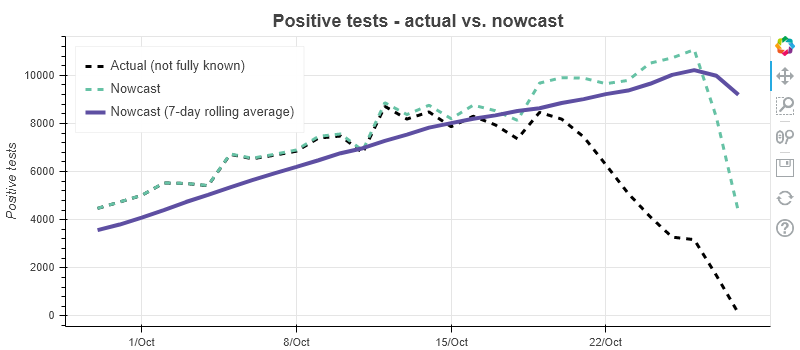 Positive tests - actual vs. nowcast
Actual (not fully known)
Nowcast
Nowcast (7-day rolling average)
Positive tests
10000
8000
6000
4000
2000
0
1/Oct
8/Oct
15/Oct
22/Oct